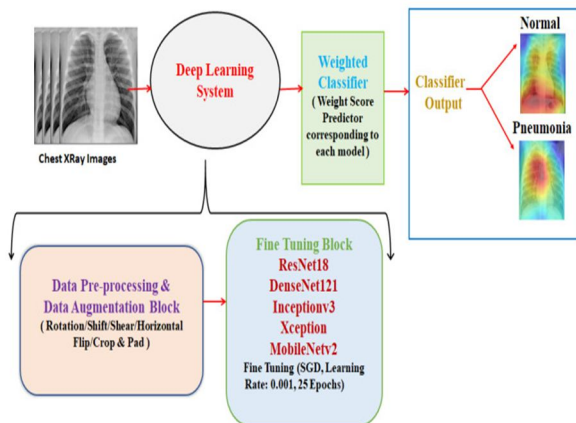 Chest XRay Images
Deep Learning
System
Weighted
Classifier
( Weight Score
Predictor
corresponding to
each model )
Classifier
Output
Normal
Pneumonia
Data Pre-processing &
Data Augmentation Block
( Rotation/Shift/Shear/Horizontal
Flip/Crop & Pad )
Fine Tuning Block
ResNet18
DenseNet121
Inceptionv3
Xception
MobileNetv2
Fine Tuning (SGD, Learning
Rate: 0.001, 25 Epochs)